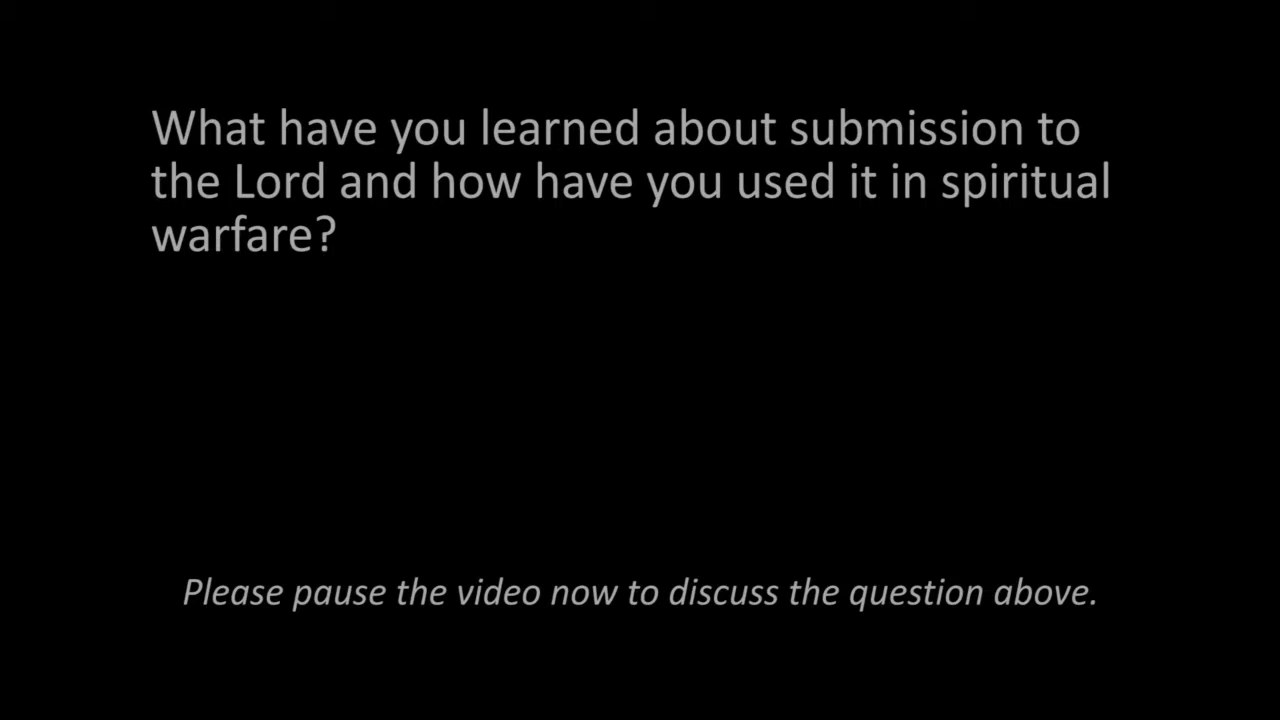 What have you learned about submission to
the Lord and how have you used it in spiritual
warfare?
Please pause the video now to discuss the question above.